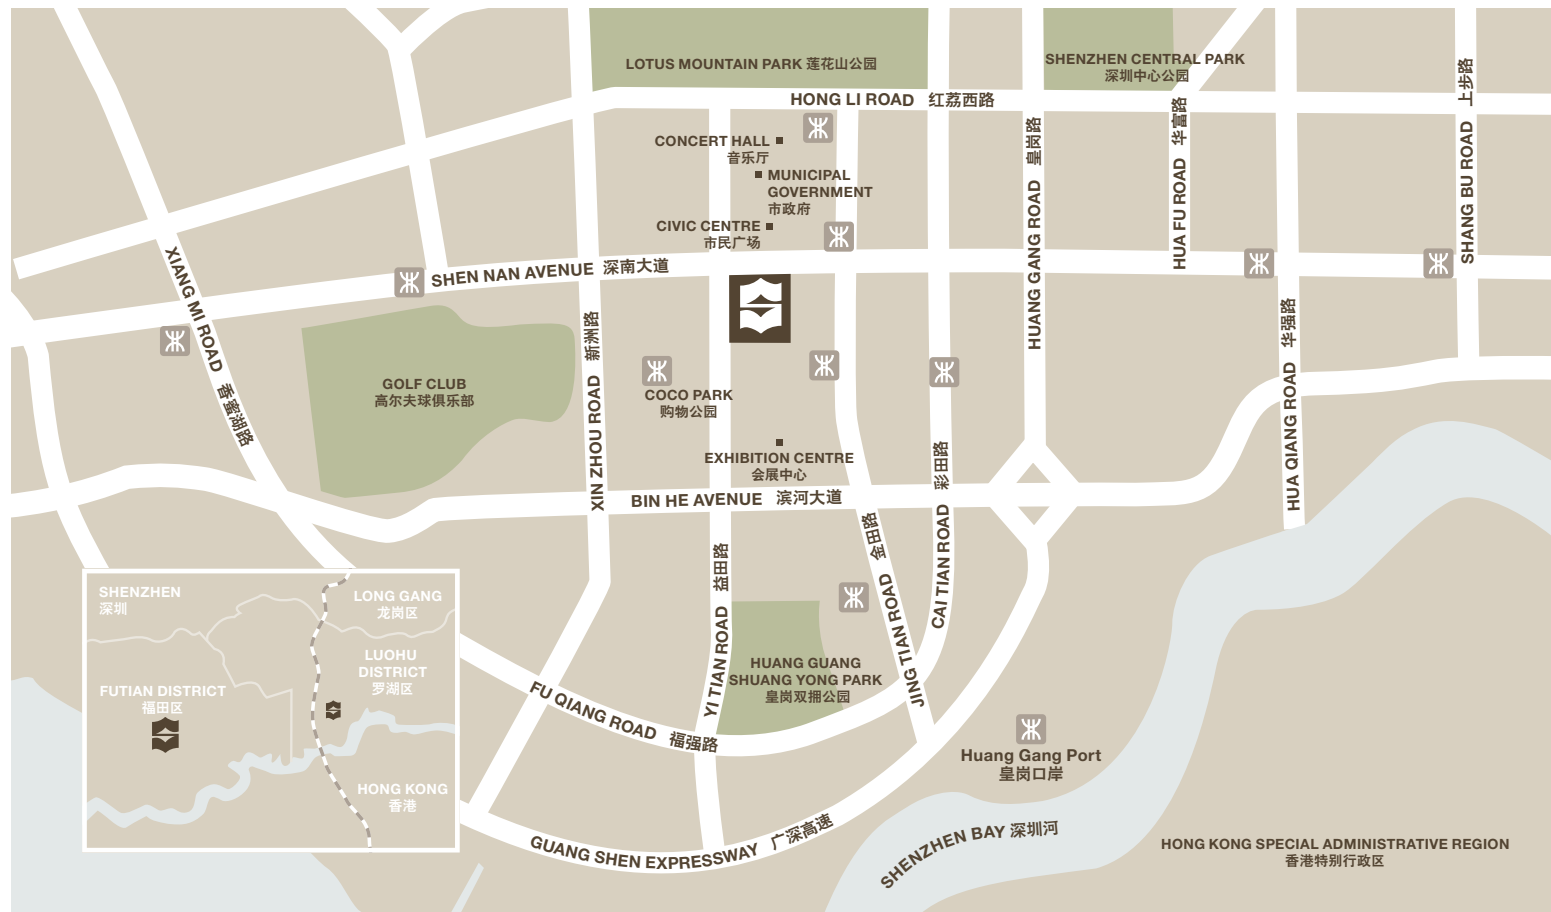 LOTUS MOUNTAIN PARK 莲花山公园
SHENZHEN CENTRAL PARK
深圳中心公园
HONG LI ROAD 红荔西路
上步路
SHANG BU ROAD
华富路
HUA FU ROAD
皇岗路
HUANG GANG ROAD
CONCERT HALL
音乐厅
MUNICIPAL
GOVERNMENT
市政府
CIVIC CENTRE
市民广场
SHEN NAN AVENUE 深南大道
XIANG MI ROAD 香蜜湖路
新洲路
XIN ZHOU ROAD
华强路
HUA QIANG ROAD
GOLF CLUB
高尔夫球俱乐部
COCO PARK
购物公园
EXHIBITION CENTRE
会展中心
BIN HE AVENUE 滨河大道
彩田路
CAI TIAN ROAD
金田路
JING TIAN ROAD
益田路
YI TIAN ROAD
HUANG GUANG
SHUANG YONG PARK
皇岗双拥公园
FU QIANG ROAD 福强路
GUANG SHEN EXPRESSWAY 广深高速
Huang Gang Port
皇岗口岸
SHENZHEN BAY 深圳河
HONG KONG SPECIAL ADMINISTRATIVE REGION
香港特别行政区
SHENZHEN
深圳
LONG GANG
龙岗区
LUOHU
DISTRICT
罗湖区
FUTIAN DISTRICT
福田区
HONG KONG
香港